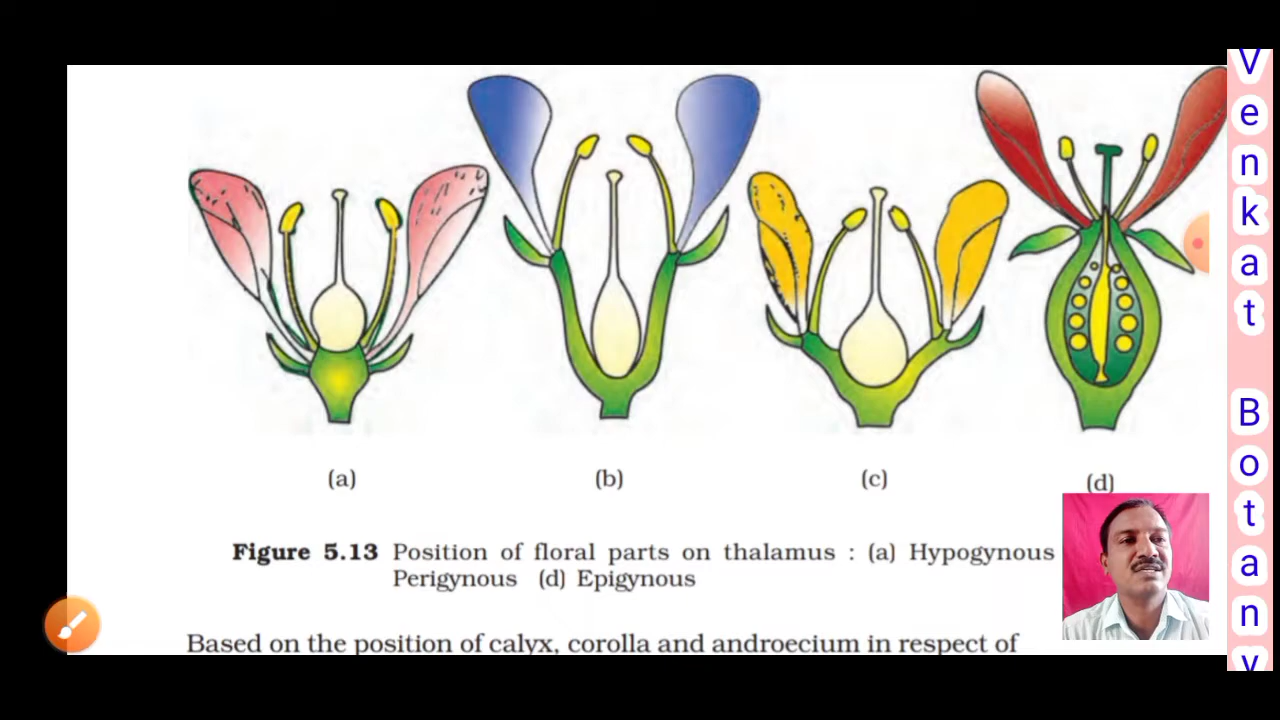 (a) (b) (c) (d)
Figure 5.13 Position of floral parts on thalamus : (a) Hypogynous
Perigynous (d) Epigynous
Based on the position of calyx, corolla and androecium in respect of
Venkat Botany